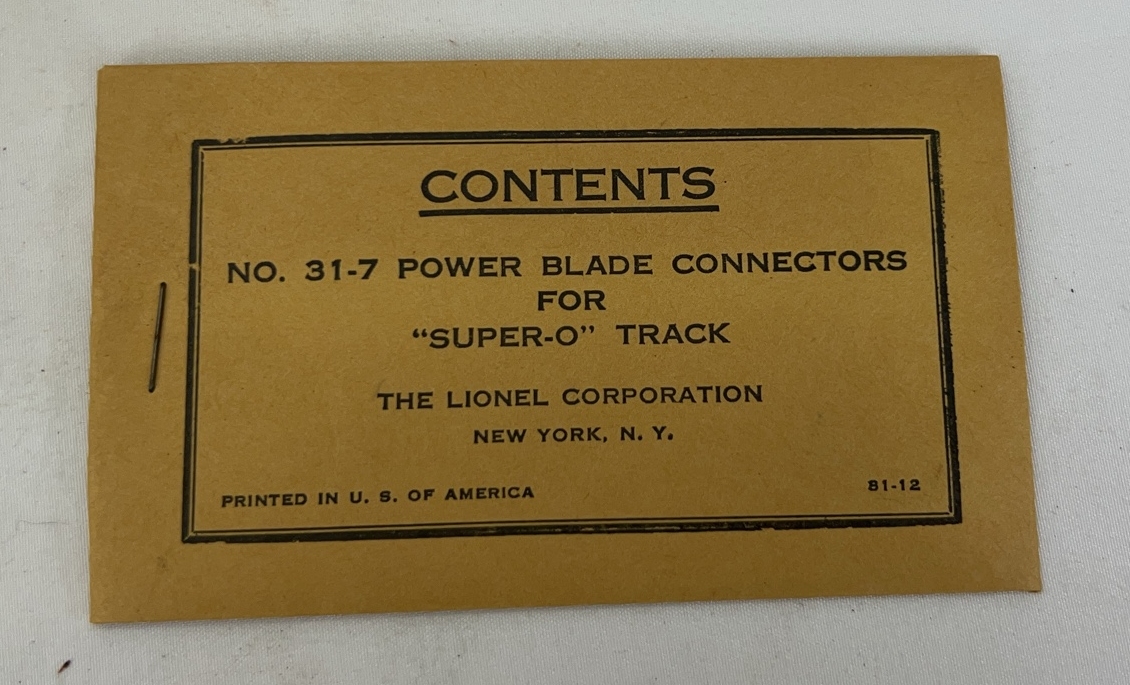 CONTENTS
NO. 31-7 POWER BLADE CONNECTORS
FOR
“SUPER-O” TRACK
THE LIONEL CORPORATION
NEW YORK, N. Y.
PRINTED IN U. S. OF AMERICA
81-12